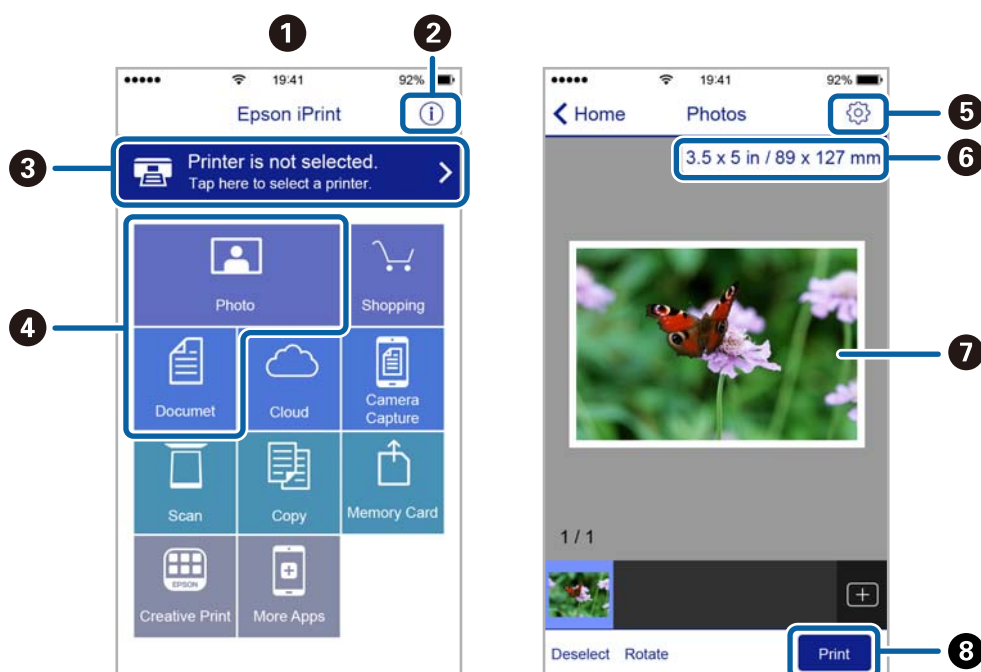 1
2
19:41
92%
Epson iPrint
3
Printer is not selected.
Tap here to select a printer.
4
Photo
Shopping
Documet
Cloud
Camera
Capture
Scan
Copy
Memory Card
EPSON
Creative Print
More Apps
19:41
92%
Home
Photos
5
3.5 x 5 in / 89 x 127 mm
6
7
1 / 1
Deselect
Rotate
Print
8